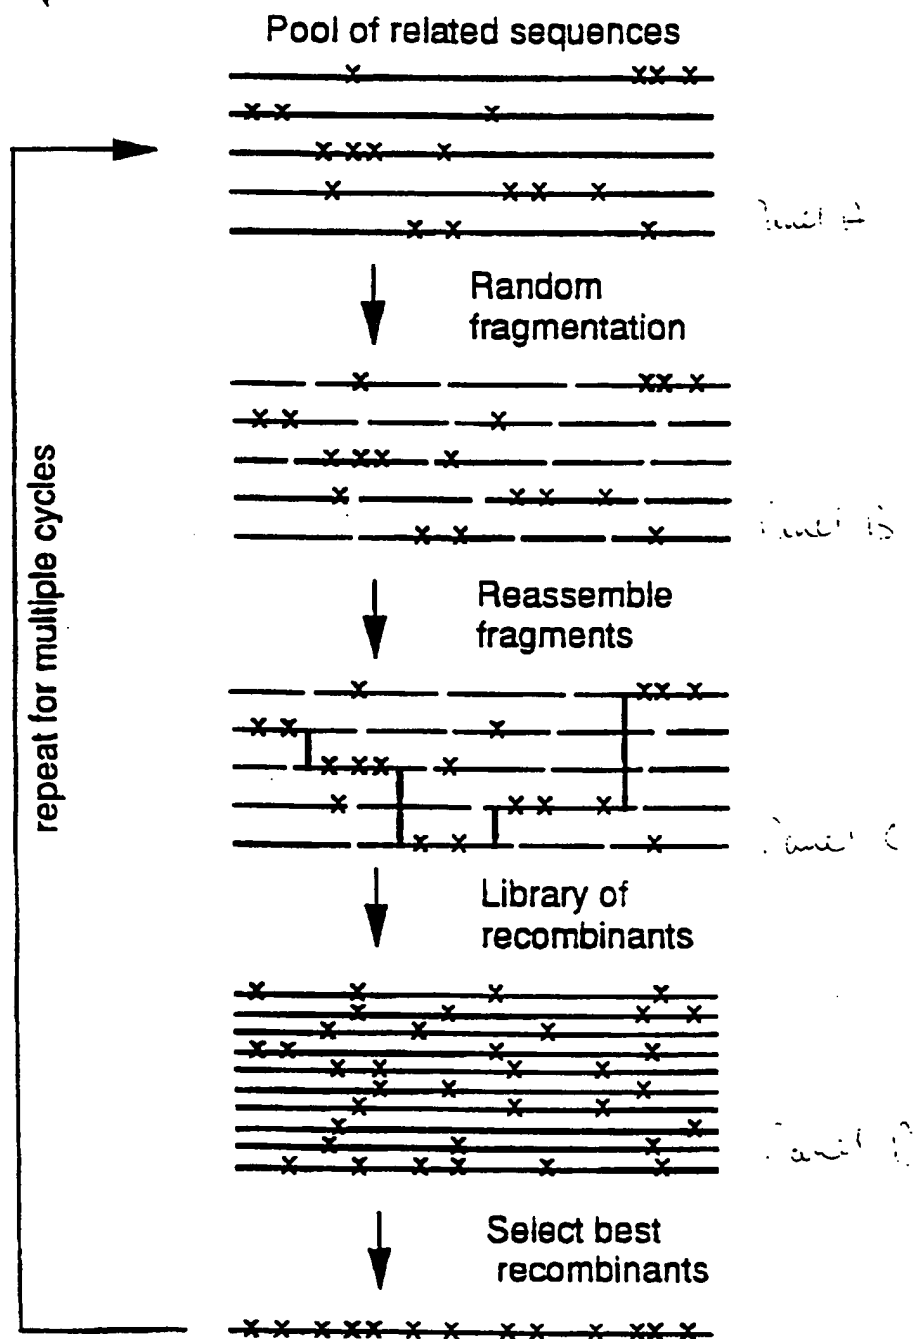 Pool of related sequences
Random
fragmentation
Reassemble
fragments
repeat for multiple cycles
Library of
recombinants
Select best
recombinants